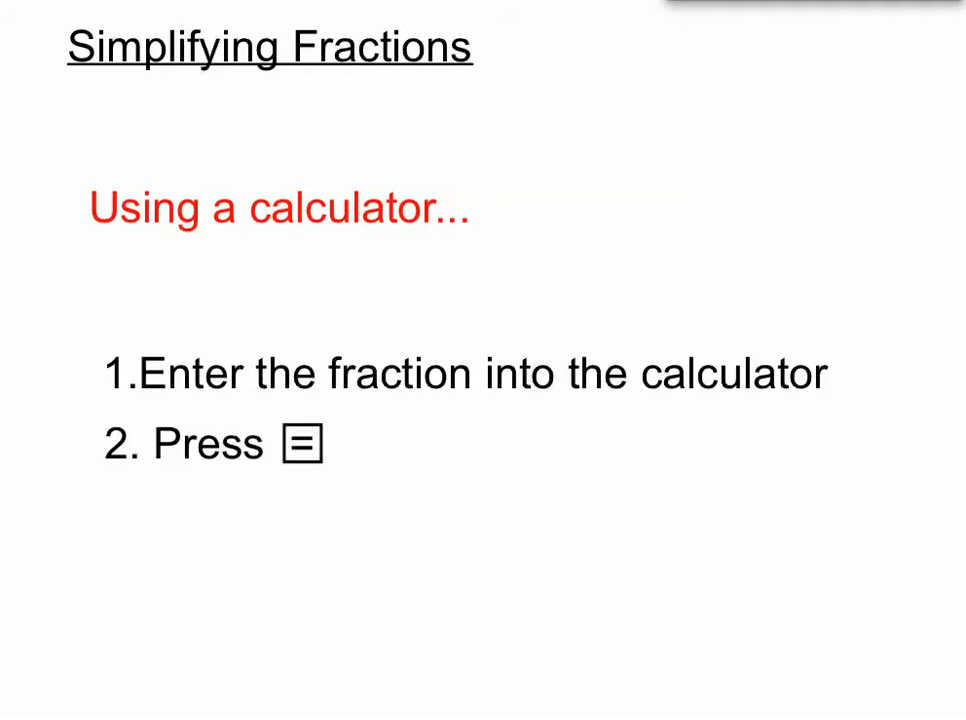 Simplifying Fractions
Using a calculator...
1.Enter the fraction into the calculator
2. Press =